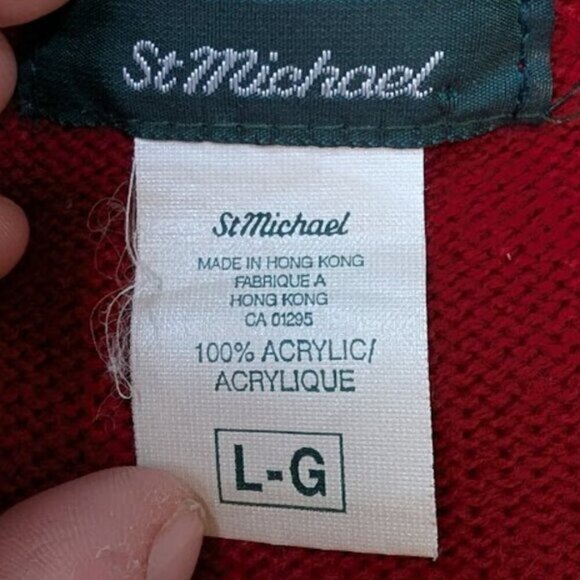 St Michael
St Michael
MADE IN HONG KONG
FABRIQUE A
HONG KONG
CA 01295
100% ACRYLIC/
ACRYLIQUE
L-G